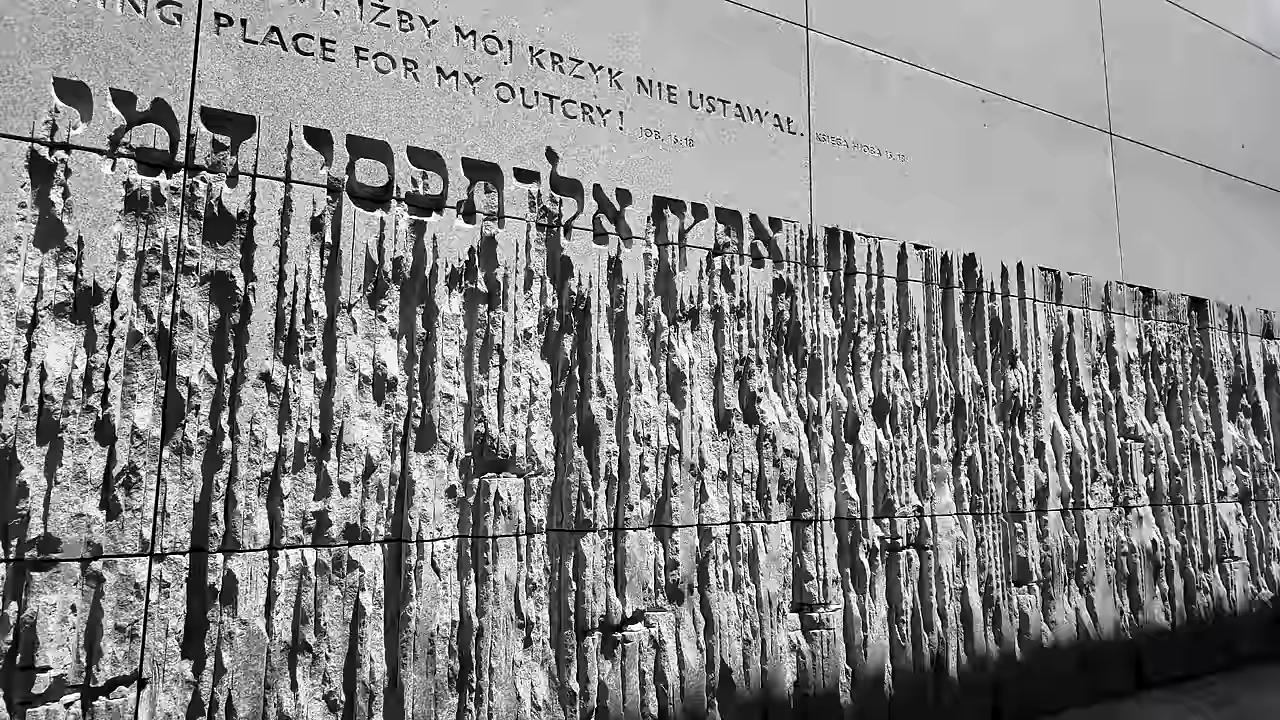 IŻBY MÓJ KRZYK NIE USTAWAŁ. KSIĘGA HIOBA 16,18
PLACE FOR MY OUTCRY! JOB, 16:18
ארץ אל־תכסי דמי